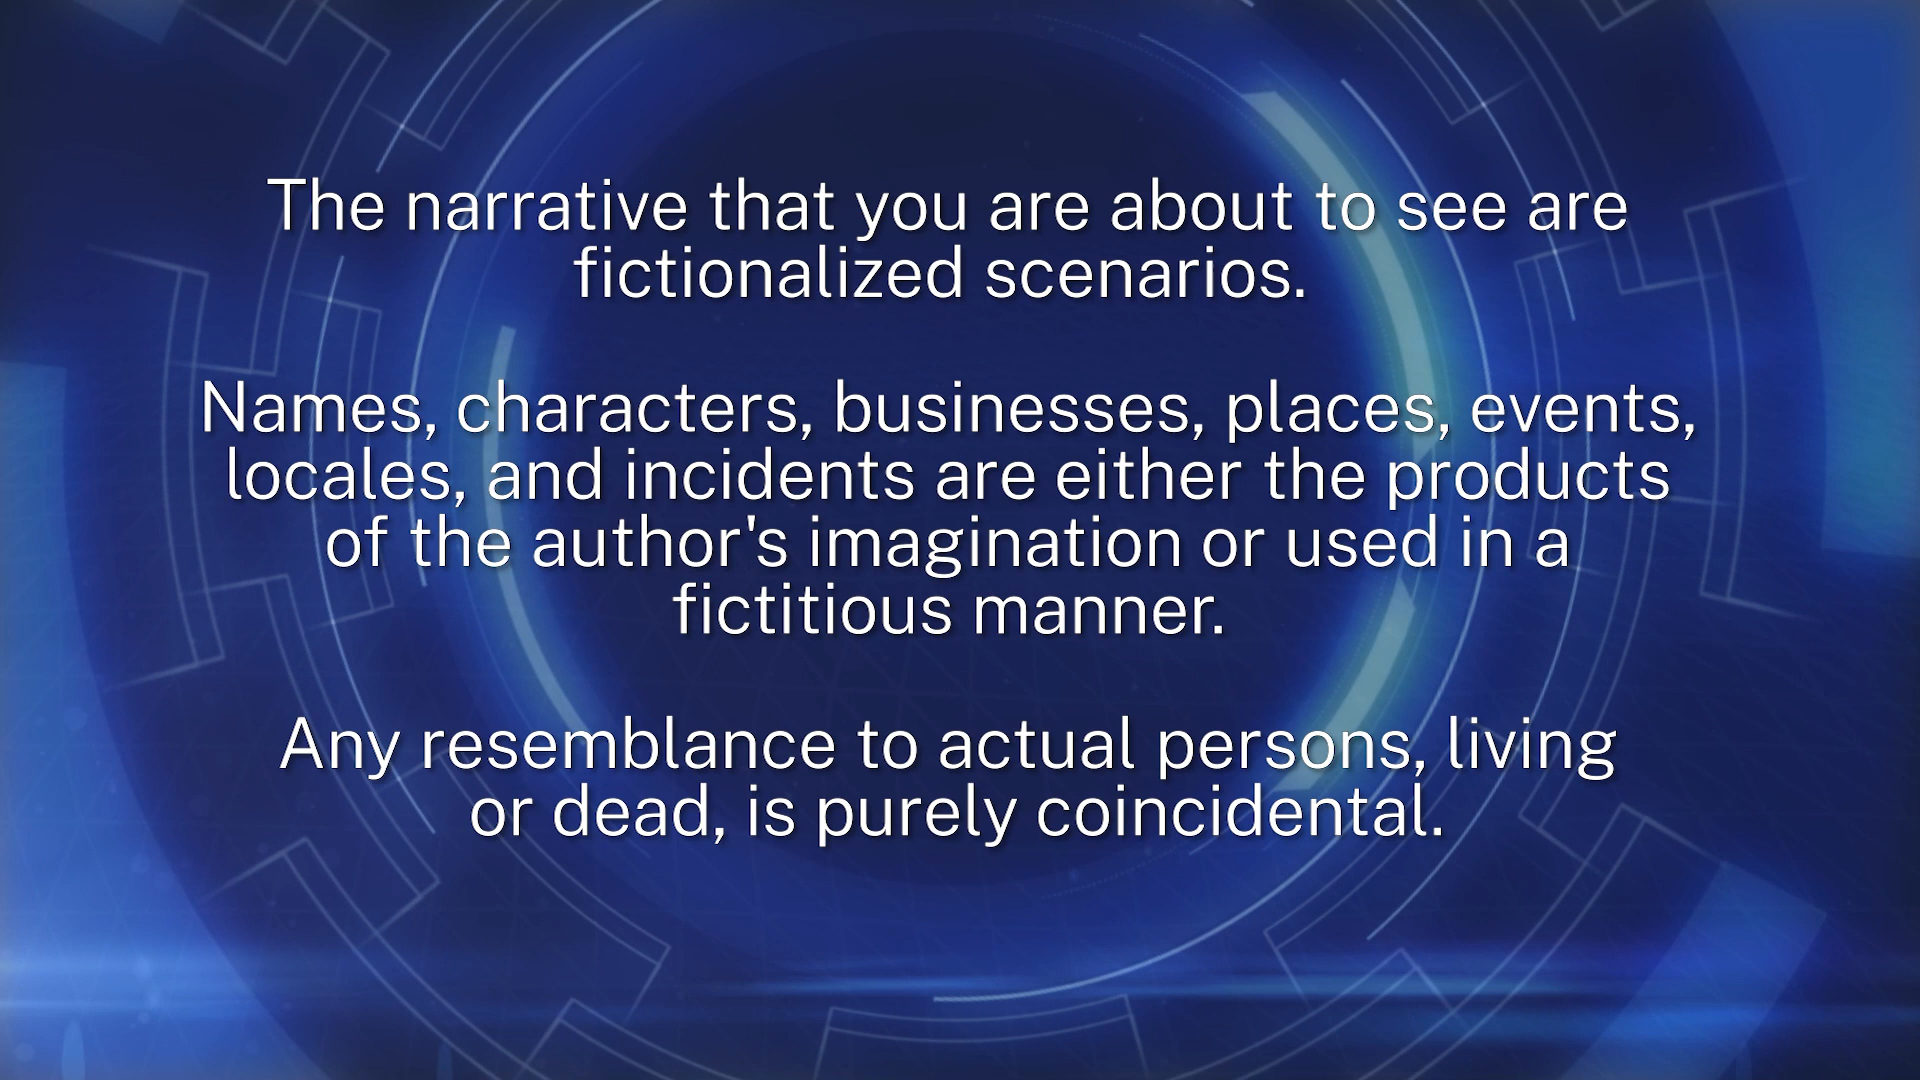 The narrative that you are about to see are
fictionalized scenarios.
Names, characters, businesses, places, events,
locales, and incidents are either the products
of the author's imagination or used in a
fictitious manner.
Any resemblance to actual persons, living
or dead, is purely coincidental.